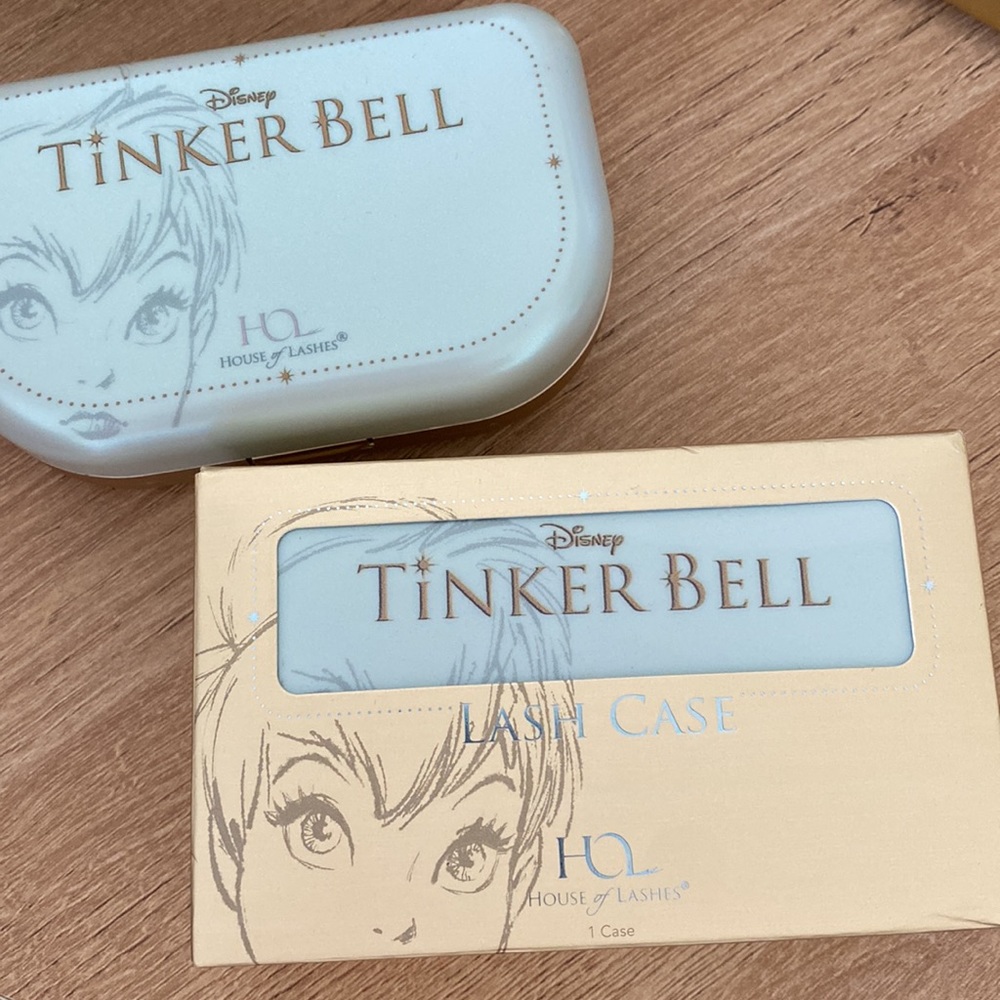 Disney
TINKER BELL
HOL
HOUSE of LASHES®
Disney
TINKER BELL
LASH CASE
HOL
HOUSE of LASHES®
1 Case